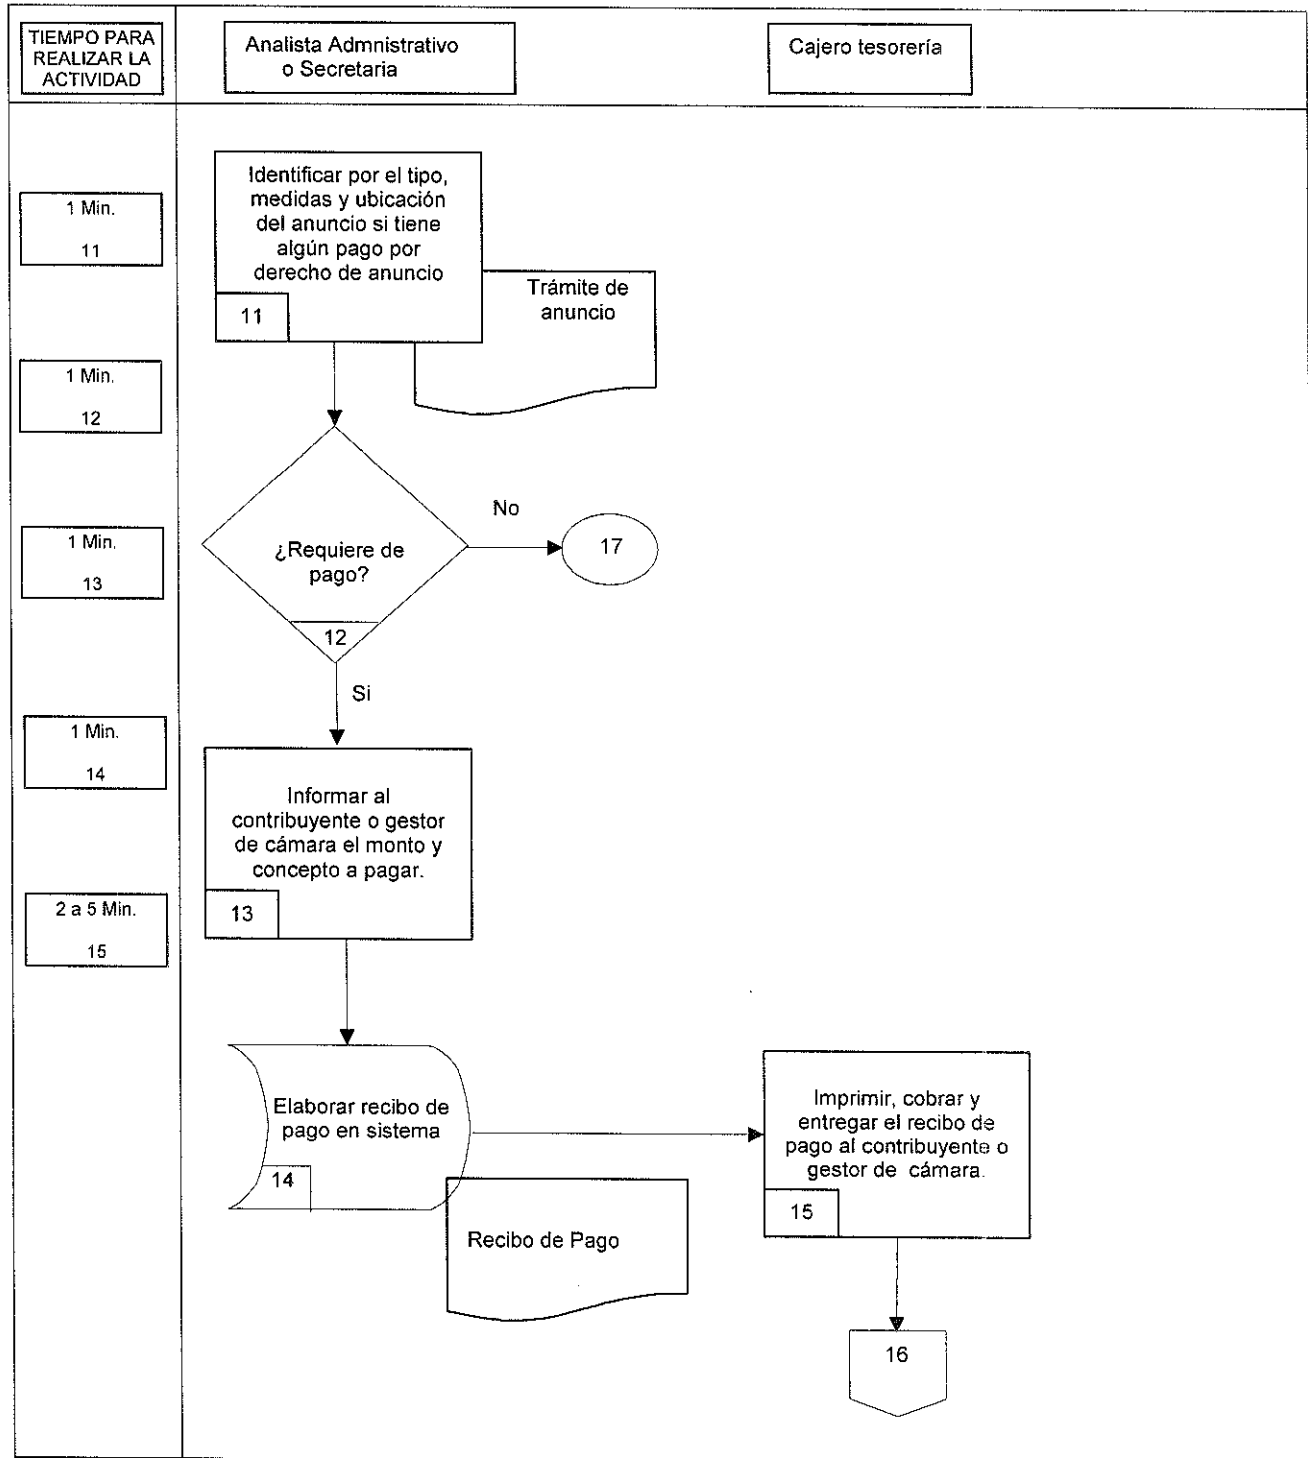 TIEMPO PARA
REALIZAR LA
ACTIVIDAD
Analista Admnistrativo
o Secretaria
Cajero tesorería
1 Min.
11
Identificar por el tipo,
medidas y ubicación
del anuncio si tiene
algún pago por
derecho de anuncio
11
Trámite de
anuncio
1 Min.
12
¿Requiere de
pago?
12
No
17
Si
1 Min.
13
1 Min.
14
Informar al
contribuyente o gestor
de cámara el monto y
concepto a pagar.
13
2 a 5 Min.
15
Elaborar recibo de
pago en sistema
14
Recibo de Pago
Imprimir, cobrar y
entregar el recibo de
pago al contribuyente o
gestor de cámara.
15
16